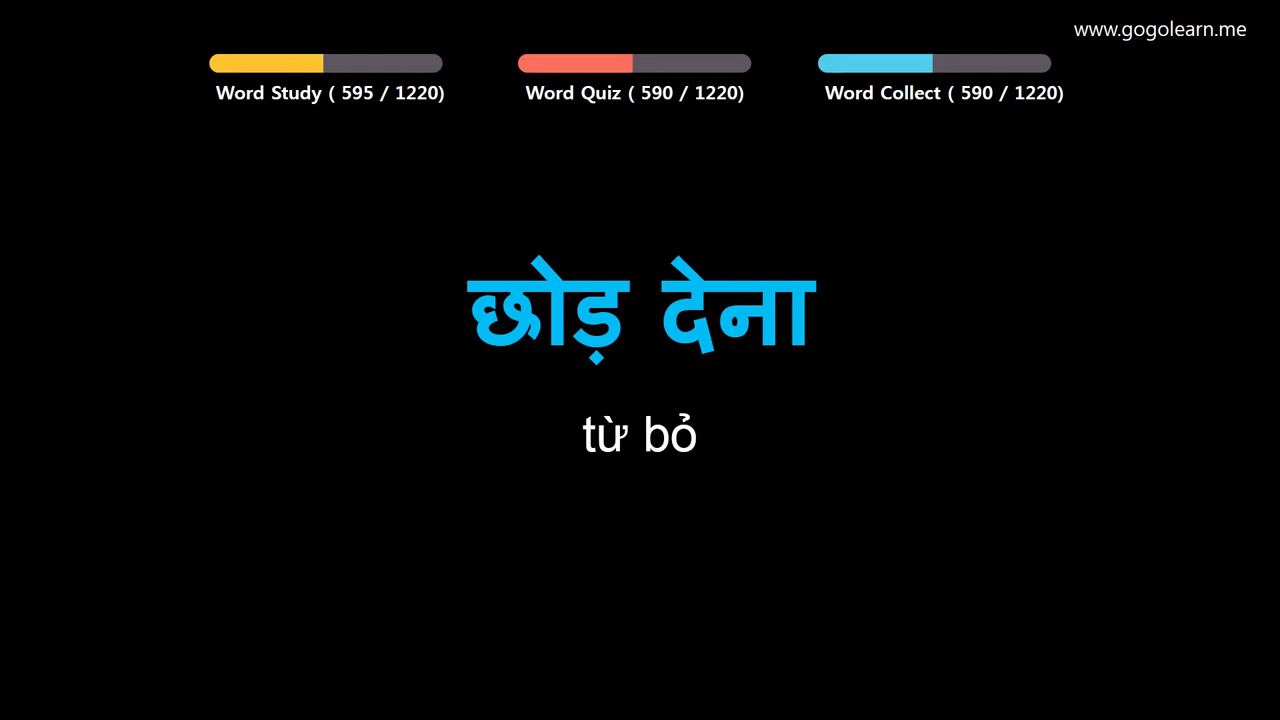 www.gogolearn.me
Word Study ( 595 / 1220)
Word Quiz ( 590 / 1220)
Word Collect ( 590 / 1220)
छोड़ देना
từ bỏ